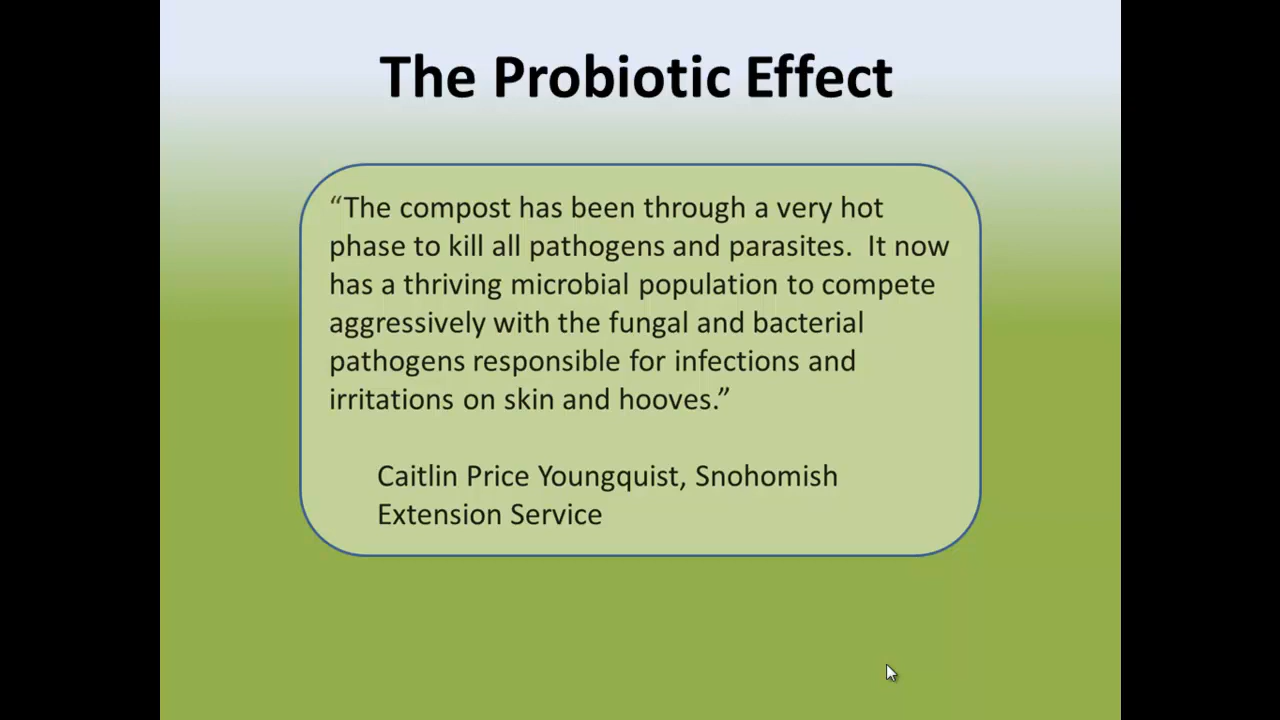 The Probiotic Effect
“The compost has been through a very hot
phase to kill all pathogens and parasites.  It now
has a thriving microbial population to compete
aggressively with the fungal and bacterial
pathogens responsible for infections and
irritations on skin and hooves.”
Caitlin Price Youngquist, Snohomish
Extension Service